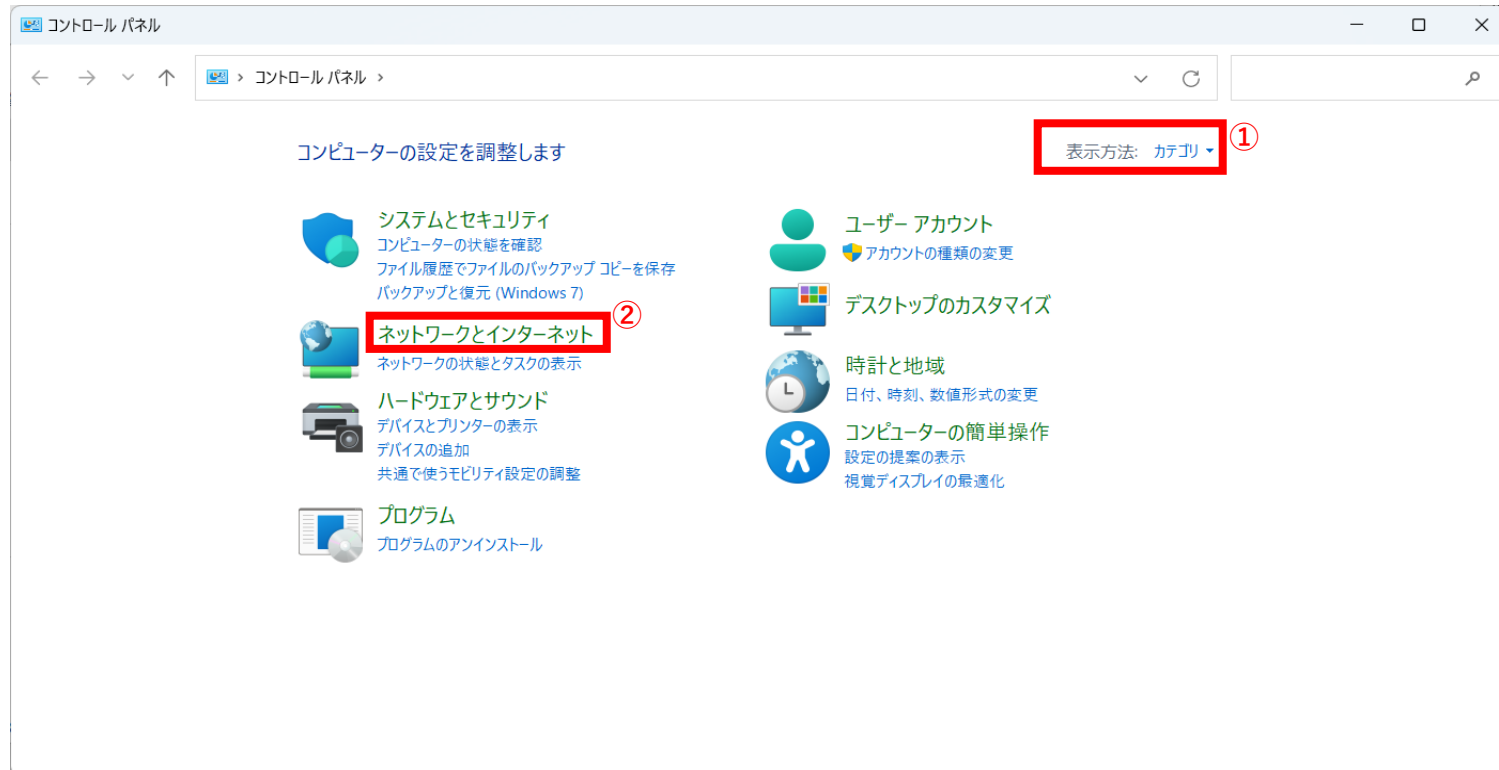 コントロール パネル
コントロール パネル
コンピューターの設定を調整します
表示方法: カテゴリ
①
システムとセキュリティ
コンピューターの状態を確認
ファイル履歴でファイルのバックアップ コピーを保存
バックアップと復元 (Windows 7)
②
ネットワークとインターネット
ネットワークの状態とタスクの表示
ハードウェアとサウンド
デバイスとプリンターの表示
デバイスの追加
共通で使うモビリティ設定の調整
プログラム
プログラムのアンインストール
ユーザー アカウント
アカウントの種類の変更
デスクトップのカスタマイズ
時計と地域
日付、時刻、数値形式の変更
コンピューターの簡単操作
設定の提案の表示
視覚ディスプレイの最適化